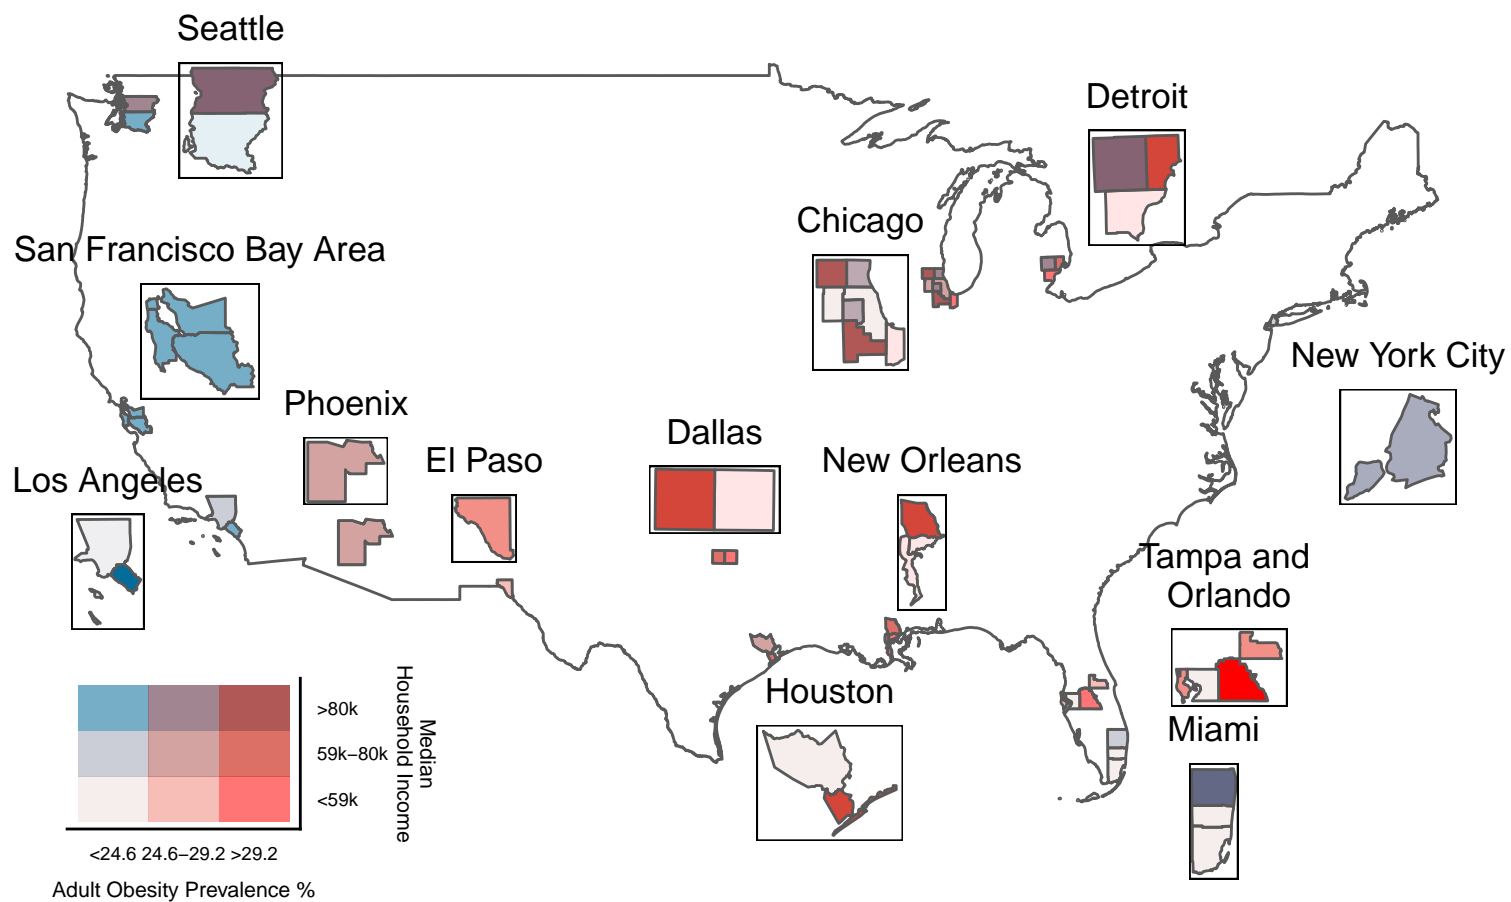 Seattle
Detroit
Chicago
San Francisco Bay Area
New York City
Phoenix
Dallas
El Paso
New Orleans
Los Angeles
Tampa and
Orlando
Houston
Miami
>80k
59k–80k
<59k
Median
Household Income
<24.6 24.6–29.2 >29.2
Adult Obesity Prevalence %